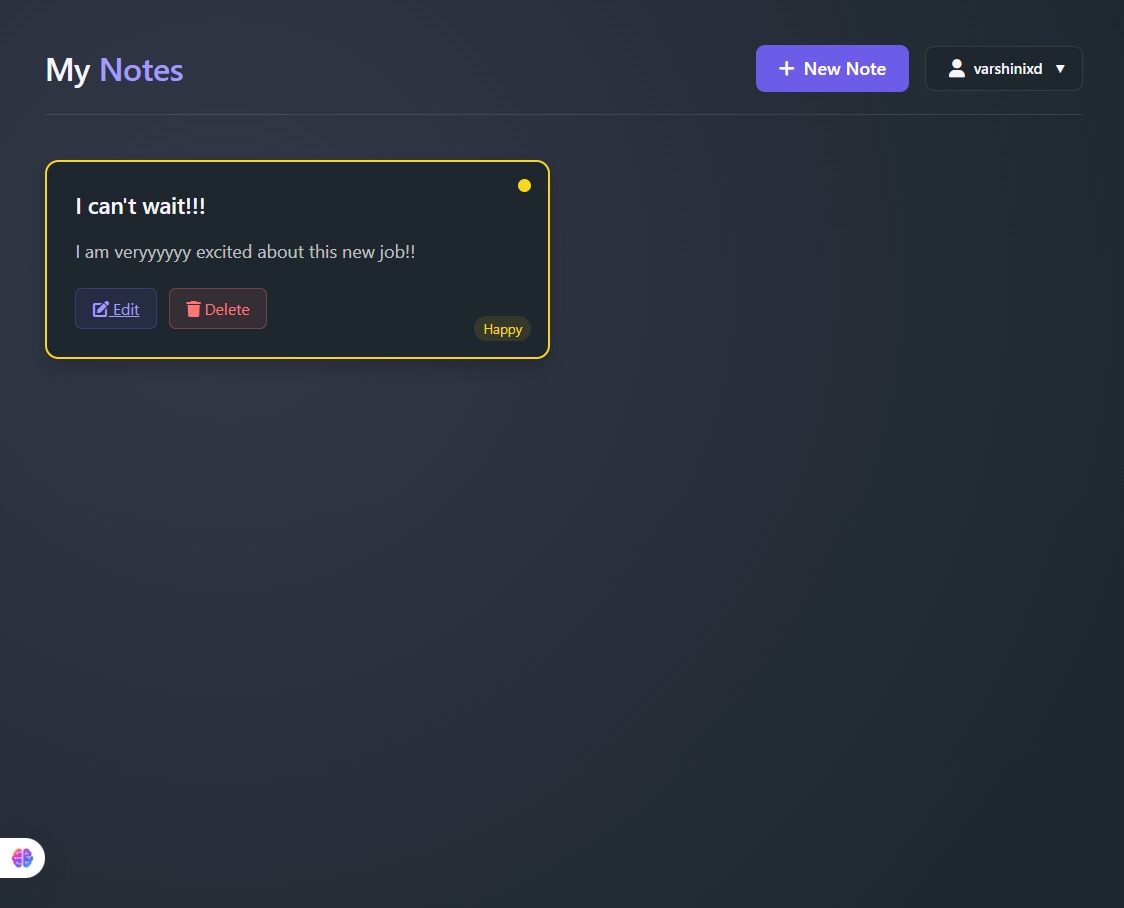 My Notes
New Note
varshinixd ▼
I can't wait!!!
I am veryyyyyy excited about this new job!!
Edit
Delete
Happy